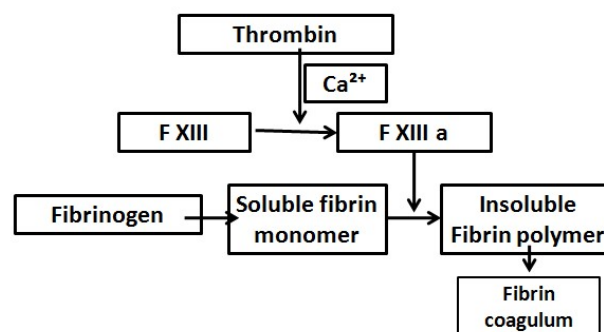 Thrombin
Ca²⁺
F XIII
F XIII a
Fibrinogen
Soluble fibrin
monomer
Insoluble
Fibrin polymer
Fibrin
coagulum